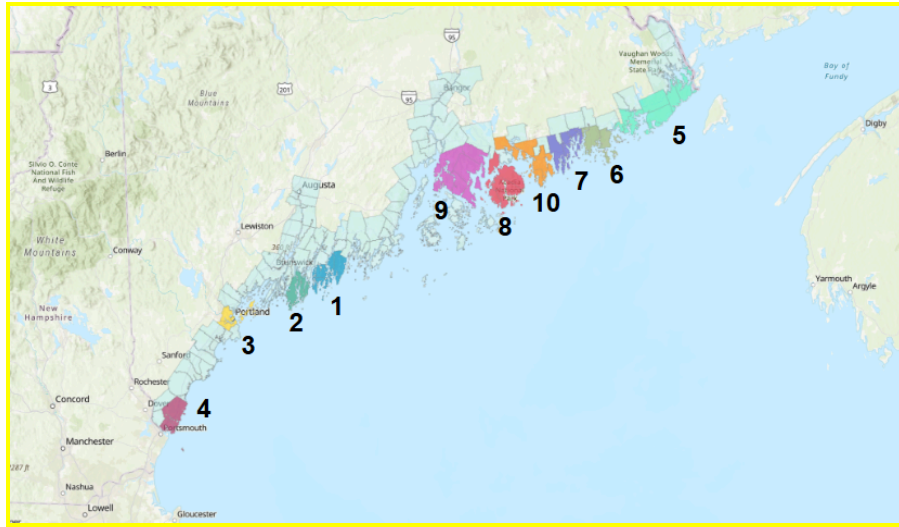 95
Vaughan Woods
Memorial
Bay of
Fundy
3
Blue
Mountains
201
Bangor
95
Digby
Berlin
5
Silvio O. Conte
National Fish
And Wildlife
Refuge
7
6
Augusta
9
8
10
White
Mountains
Conway
Lewiston
Brunswick
Yarmouth
Argyle
New
Hampshire
1
2
Portland
3
Sanford
Rochester
Concord
4
Dover
Portsmouth
Manchester
Nashua
Lowell
Gloucester